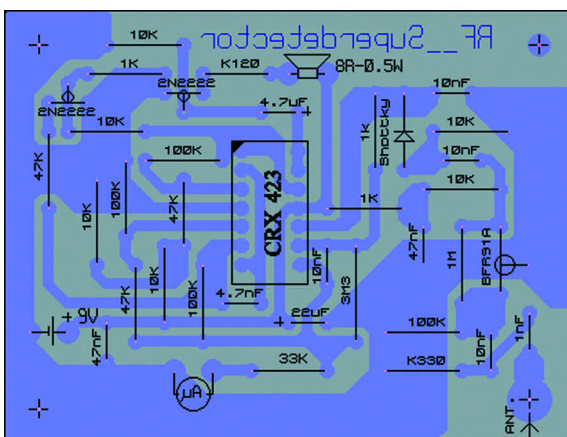 RF__Superdetector
10K
8R-0.5W
1K
K120
10nF
2N2222
2N2222
4.7uF
+
1k
Shottky
10K
10K
47K
100K
10nF
10K
CRX 423
10K
100K
47K
1K
47nF
1M
BFR91A
10nF
3M3
47K
10K
100K
4.7nF
+ 9V
+
22uF
47nF
100K
1nF
10nF
33K
K330
µA
ANT.